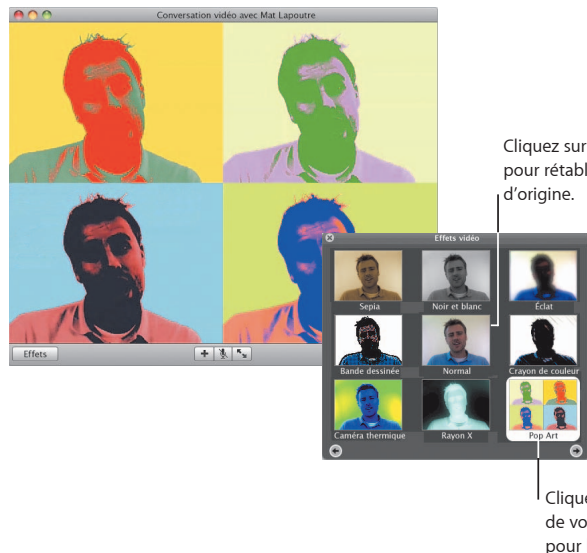 Conversation vidéo avec Mat Lapoutre
Cliquez sur
pour rétabl
d'origine.
Effets vidéo
Sepia
Noir et blanc
Éclat
Bande dessinée
Normal
Crayon de couleur
Effets
Caméra thermique
Rayon X
Pop Art
Clique
de vo
pour